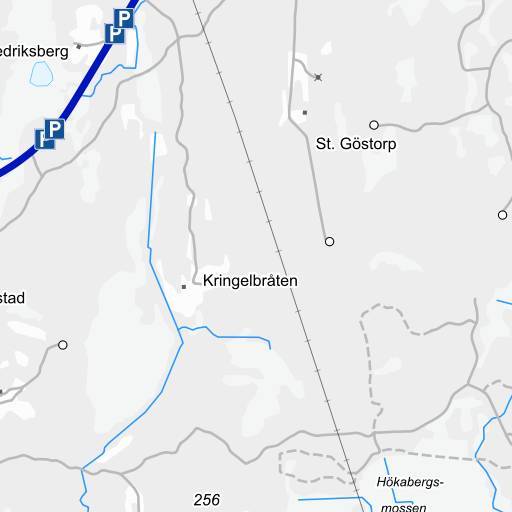 P
P
edriksberg
P
P
St. Göstorp
Kringelbråten
stad
256
Hökabergs-
mossen